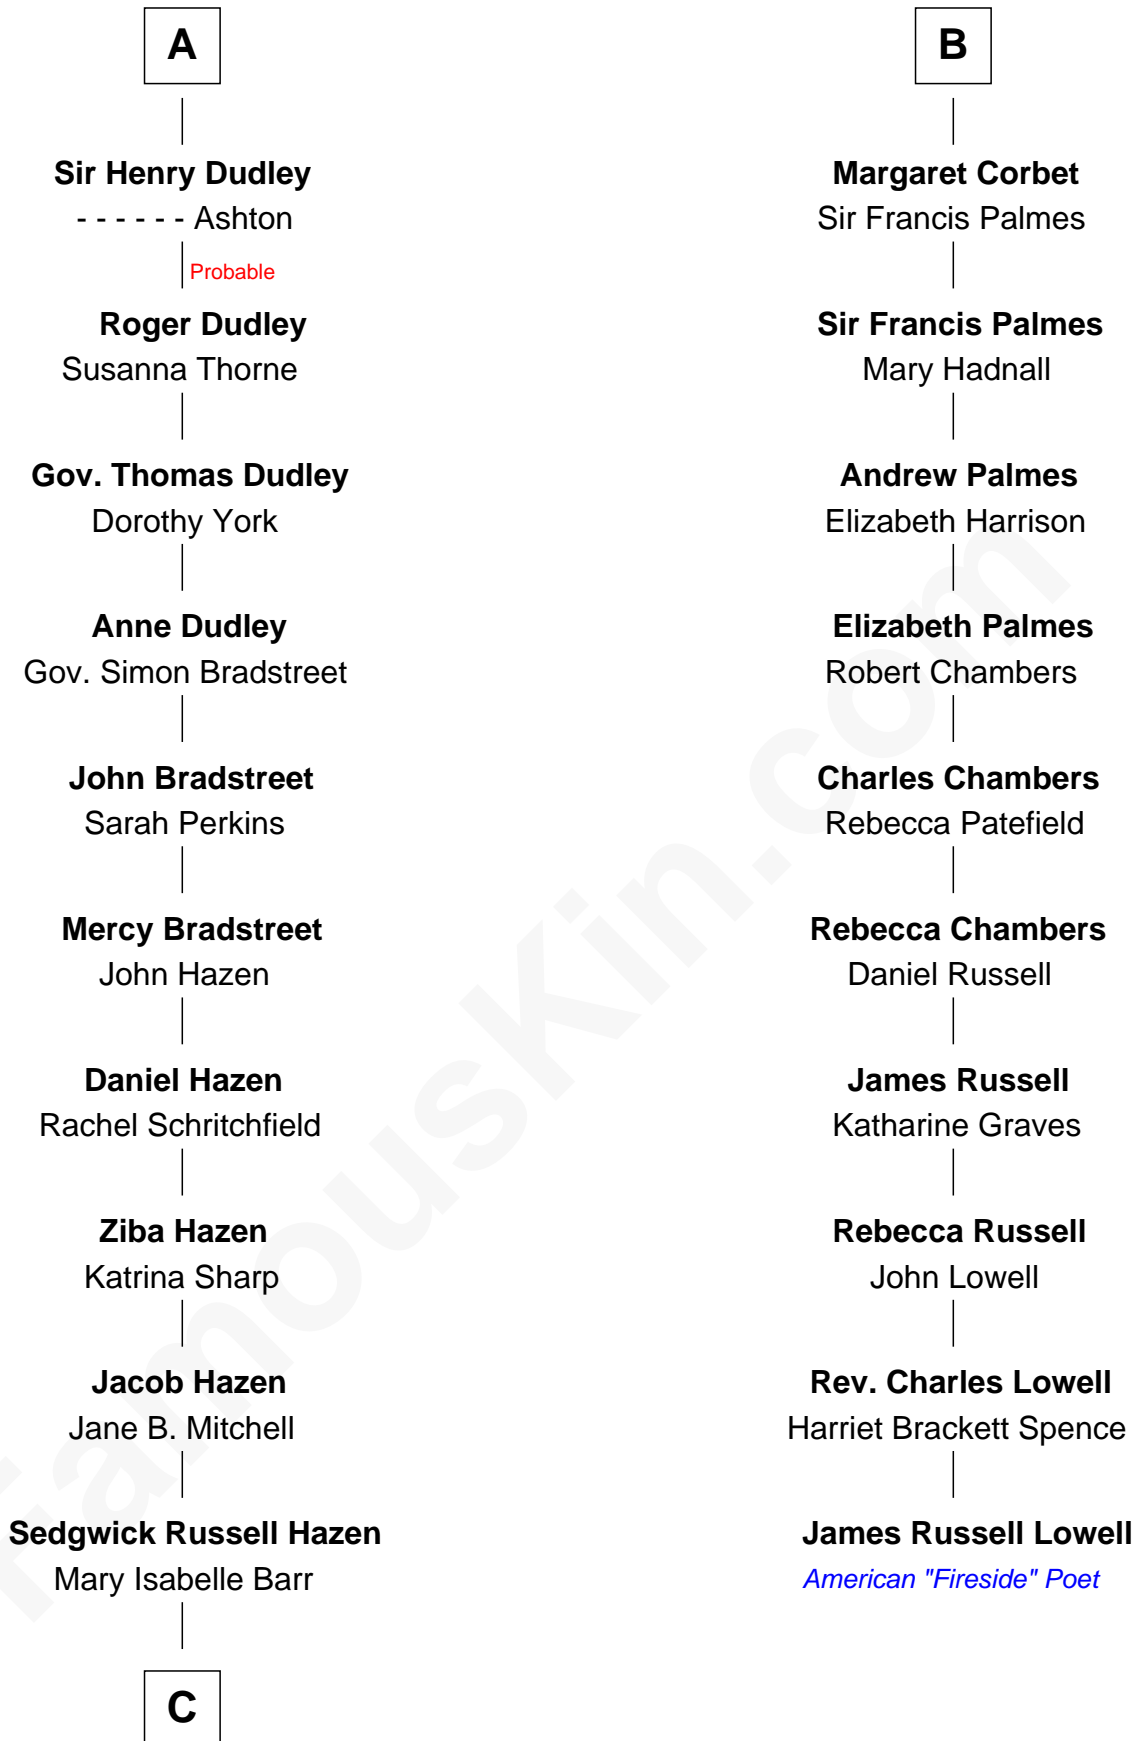 A
Sir Henry Dudley
- - - - - - Ashton
Probable
Roger Dudley
Susanna Thorne
Gov. Thomas Dudley
Dorothy York
Anne Dudley
Gov. Simon Bradstreet
John Bradstreet
Sarah Perkins
Mercy Bradstreet
John Hazen
Daniel Hazen
Rachel Schritchfield
Ziba Hazen
Katrina Sharp
Jacob Hazen
Jane B. Mitchell
Sedgwick Russell Hazen
Mary Isabelle Barr
C
B
Margaret Corbet
Sir Francis Palmes
Sir Francis Palmes
Mary Hadnall
Andrew Palmes
Elizabeth Harrison
Elizabeth Palmes
Robert Chambers
Charles Chambers
Rebecca Patefield
Rebecca Chambers
Daniel Russell
James Russell
Katharine Graves
Rebecca Russell
John Lowell
Rev. Charles Lowell
Harriet Brackett Spence
James Russell Lowell
American "Fireside" Poet
FamousKin.com